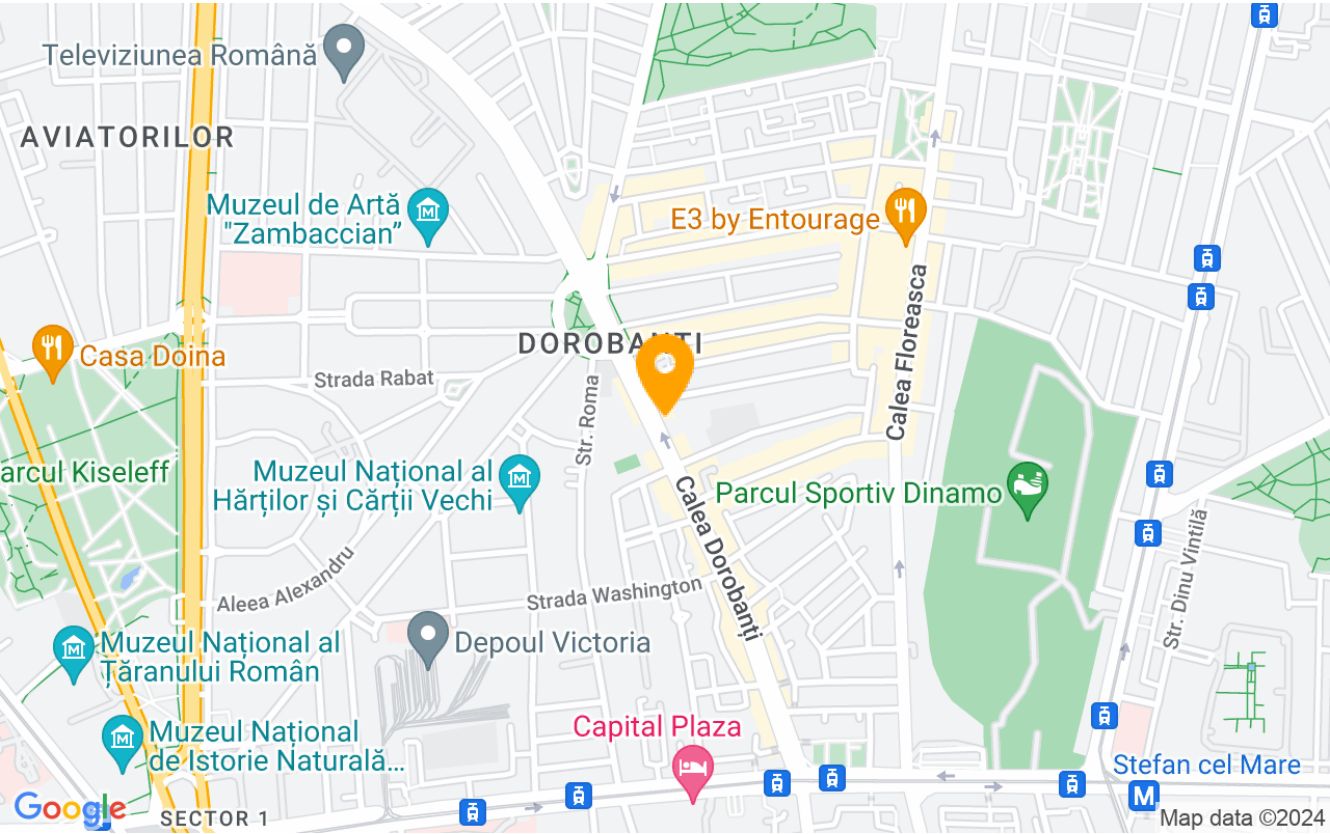 Televiziunea Română
AVIATORILOR
Muzeul de Artă
"Zambaccian”
E3 by Entourage
Calea Floreasca
Casa Doina
Strada Rabat
Str. Roma
arcul Kiseleff
Muzeul Național al
Hărților și Cărții Vechi
Calea Dorobanți
Parcul Sportiv Dinamo
Str. Dinu Vintilă
Aleea Alexandru
Strada Washington
Muzeul Național al
Țăranului Român
Depoul Victoria
Muzeul Național
de Istorie Naturală...
Capital Plaza
Stefan cel Mare
M
Google
SECTOR 1
Map data ©2024